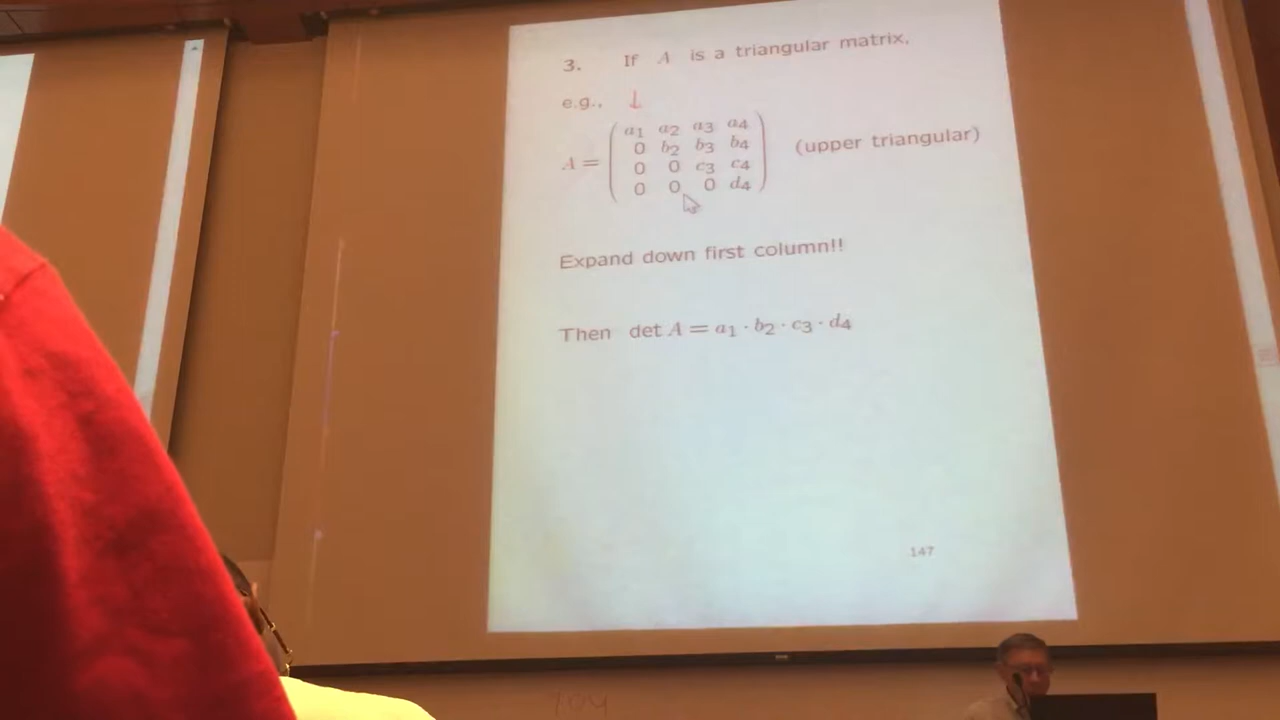 3. If A is a triangular matrix,
e.g., ↓
A = ( a1 a2 a3 a4
0 b2 b3 b4
0 0 c3 c4
0 0 0 d4 ) (upper triangular)
Expand down first column!!
Then det A = a1 · b2 · c3 · d4
147